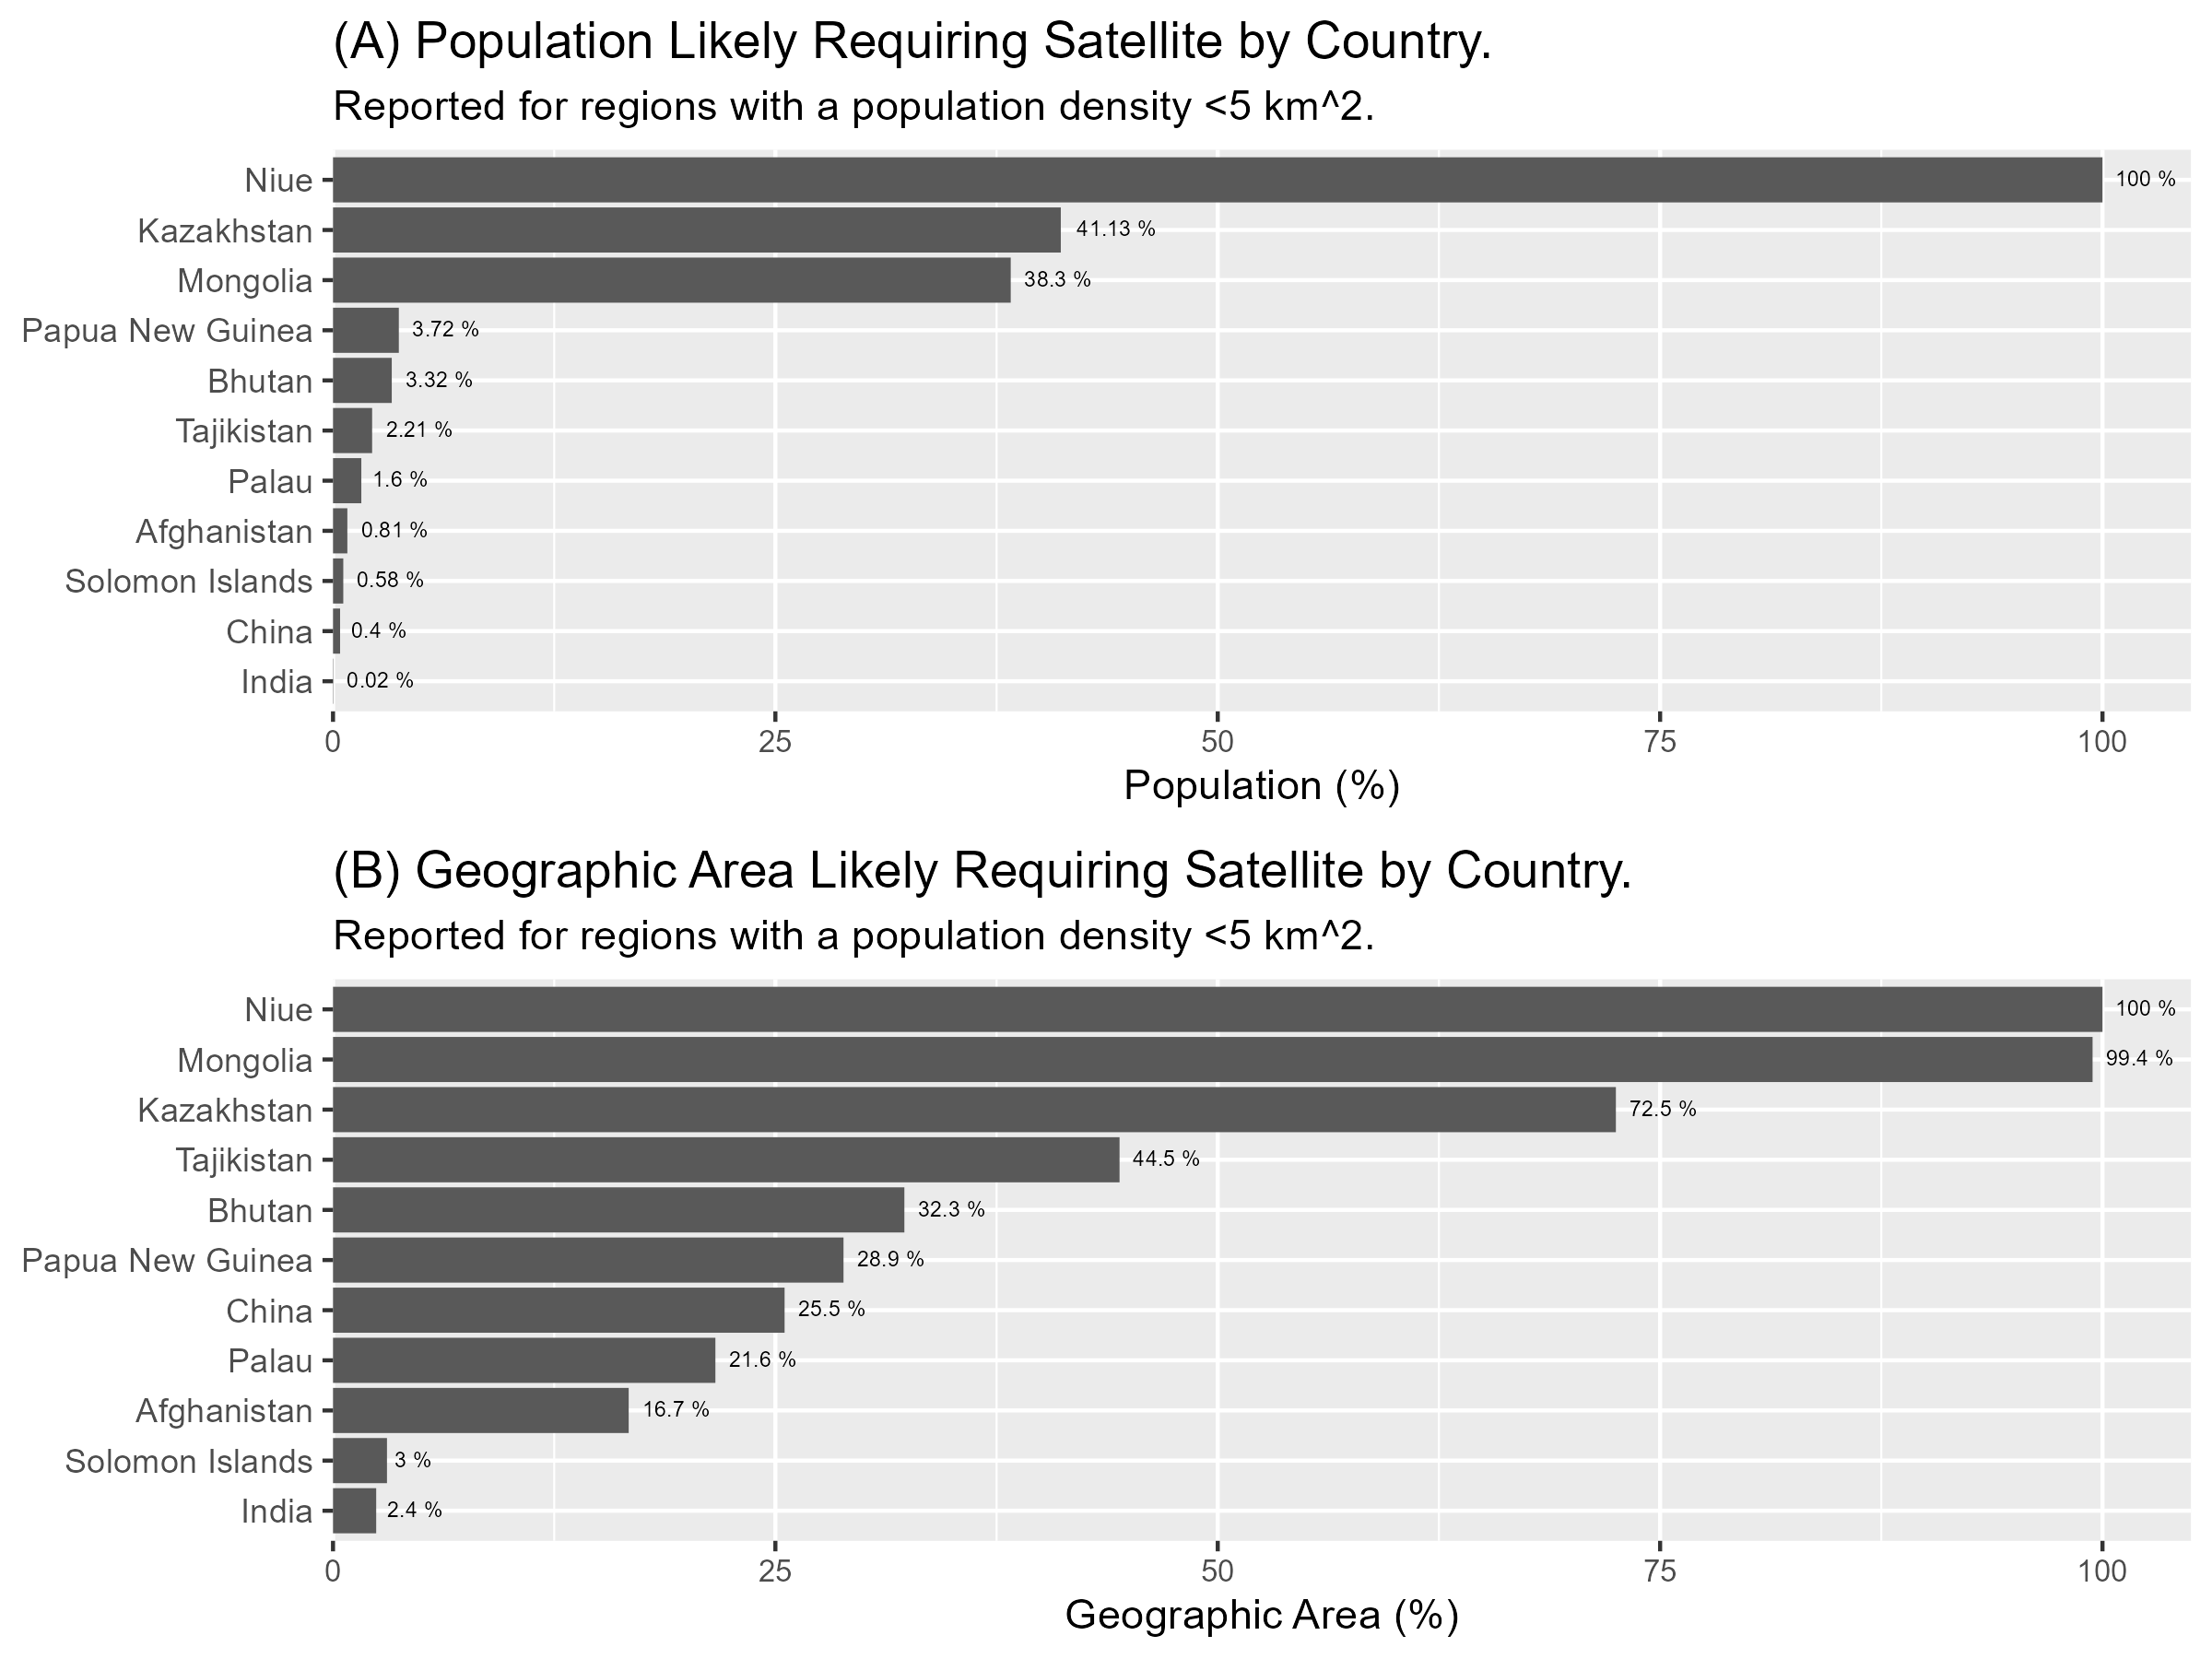 (A) Population Likely Requiring Satellite by Country.
Reported for regions with a population density <5 km^2.
Niue 100 %
Kazakhstan 41.13 %
Mongolia 38.3 %
Papua New Guinea 3.72 %
Bhutan 3.32 %
Tajikistan 2.21 %
Palau 1.6 %
Afghanistan 0.81 %
Solomon Islands 0.58 %
China 0.4 %
India 0.02 %
0 25 50 75 100
Population (%)
(B) Geographic Area Likely Requiring Satellite by Country.
Reported for regions with a population density <5 km^2.
Niue 100 %
Mongolia 99.4 %
Kazakhstan 72.5 %
Tajikistan 44.5 %
Bhutan 32.3 %
Papua New Guinea 28.9 %
China 25.5 %
Palau 21.6 %
Afghanistan 16.7 %
Solomon Islands 3 %
India 2.4 %
0 25 50 75 100
Geographic Area (%)